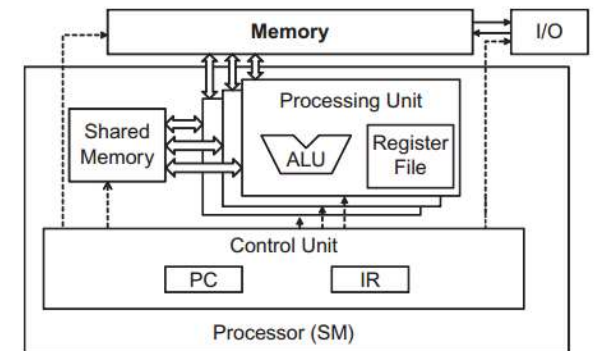 Memory
I/O
Processing Unit
Shared
Memory
ALU
Register
File
Control Unit
PC
IR
Processor (SM)